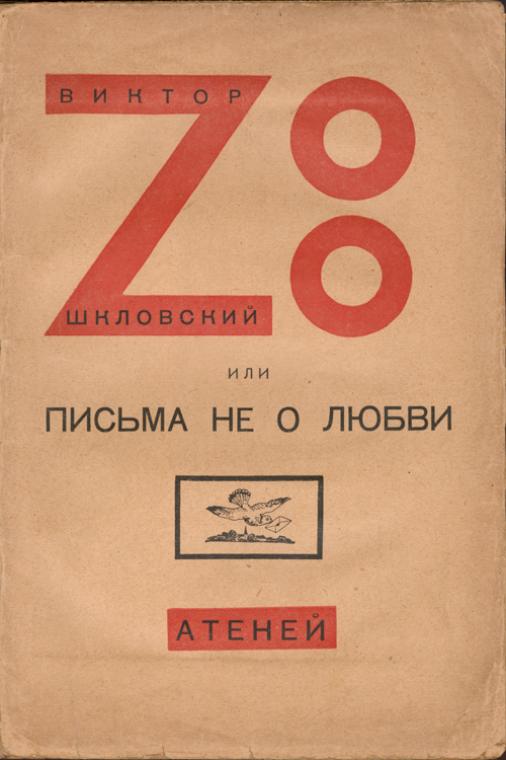 ВИКТОР
ZOO
ШКЛОВСКИЙ
ИЛИ
ПИСЬМА НЕ О ЛЮБВИ
АТЕНЕЙ